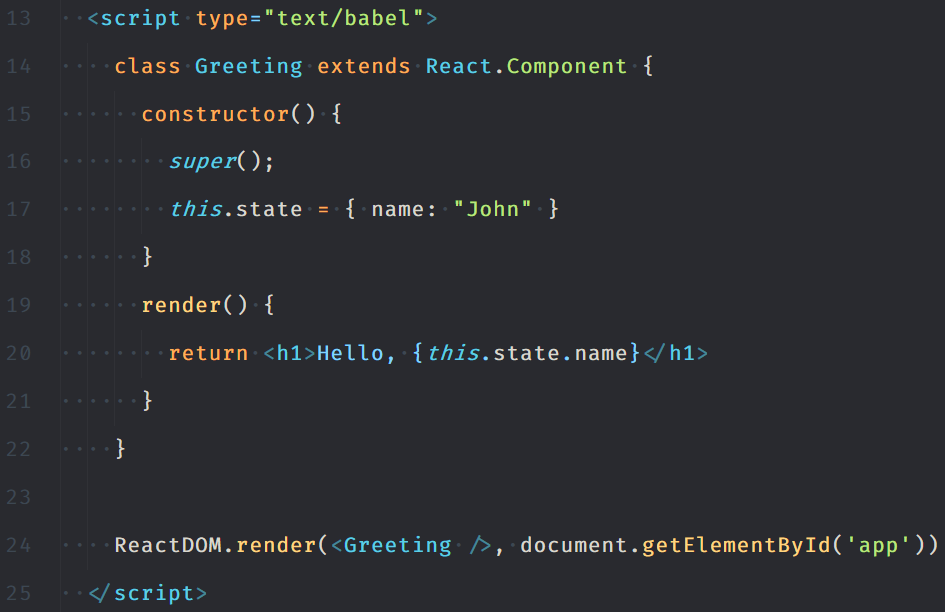 13 <script type="text/babel">
14 class Greeting extends React.Component {
15 constructor() {
16 super();
17 this.state = { name: "John" }
18 }
19 render() {
20 return <h1>Hello, {this.state.name}</h1>
21 }
22 }
23
24 ReactDOM.render(<Greeting />, document.getElementById('app'))
25 </script>